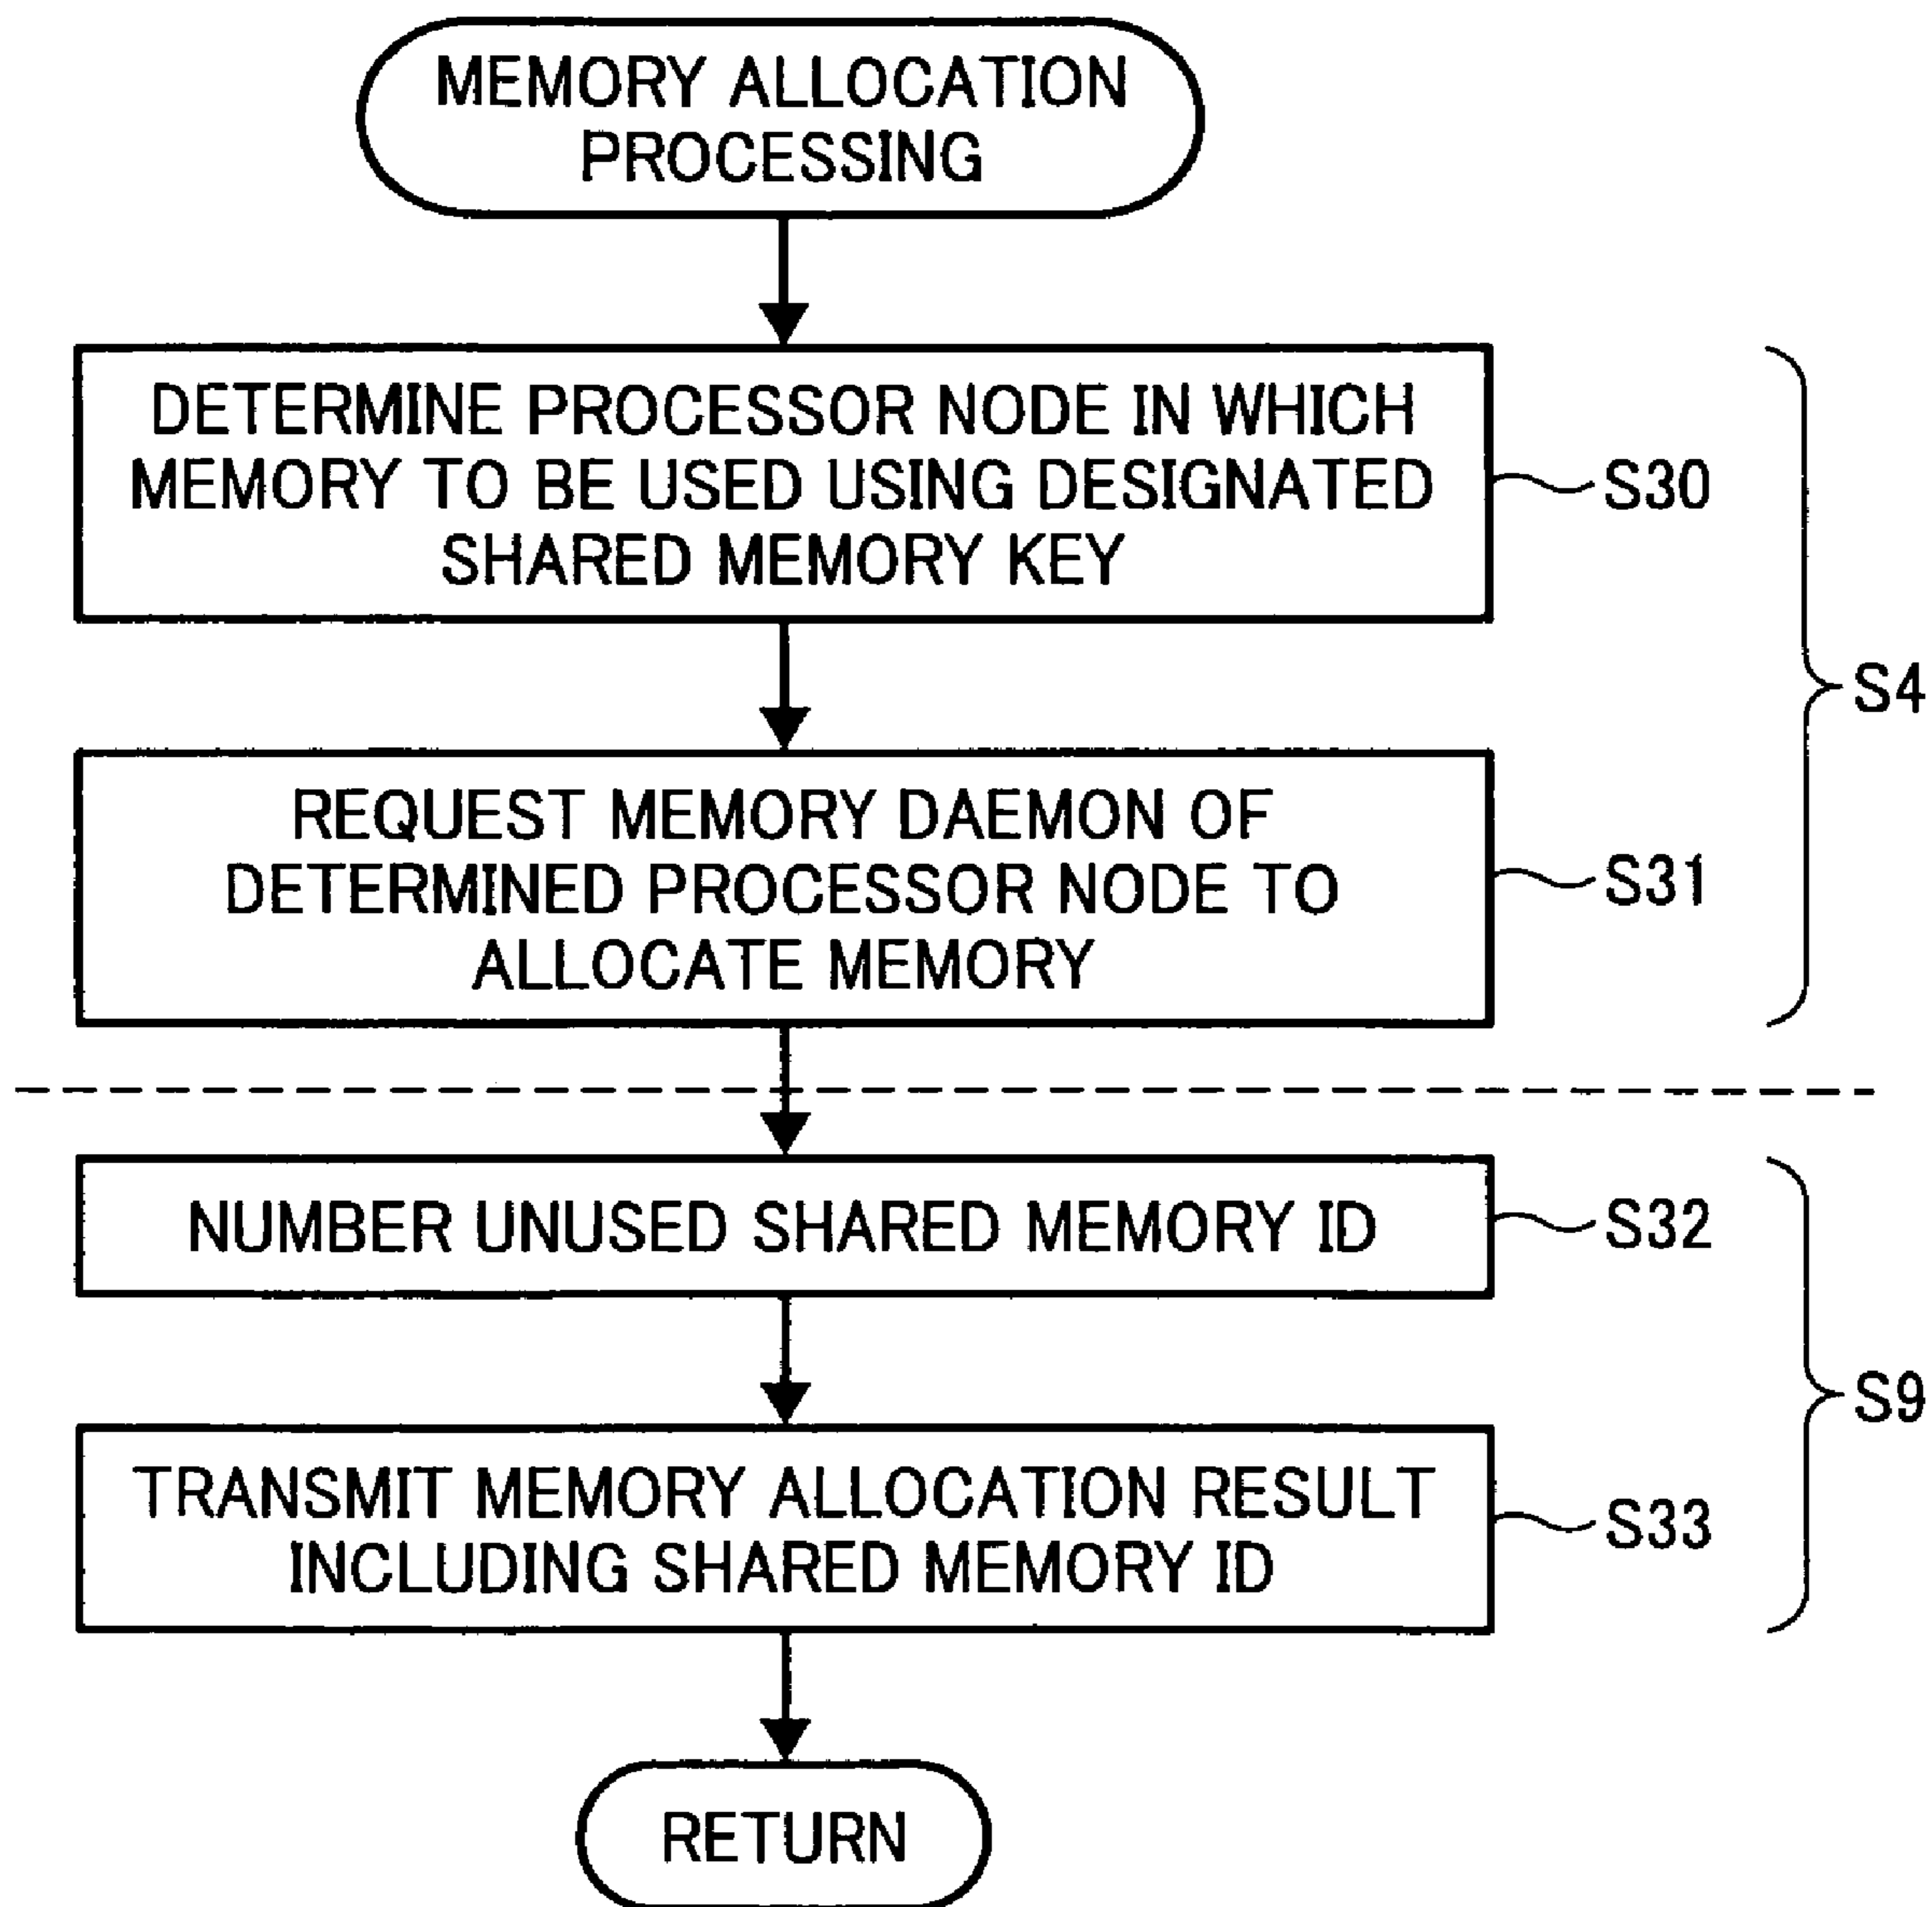 MEMORY ALLOCATION
PROCESSING
DETERMINE PROCESSOR NODE IN WHICH
MEMORY TO BE USED USING DESIGNATED
SHARED MEMORY KEY
S30
S4
REQUEST MEMORY DAEMON OF
DETERMINED PROCESSOR NODE TO
ALLOCATE MEMORY
S31
NUMBER UNUSED SHARED MEMORY ID
S32
S9
TRANSMIT MEMORY ALLOCATION RESULT
INCLUDING SHARED MEMORY ID
S33
RETURN